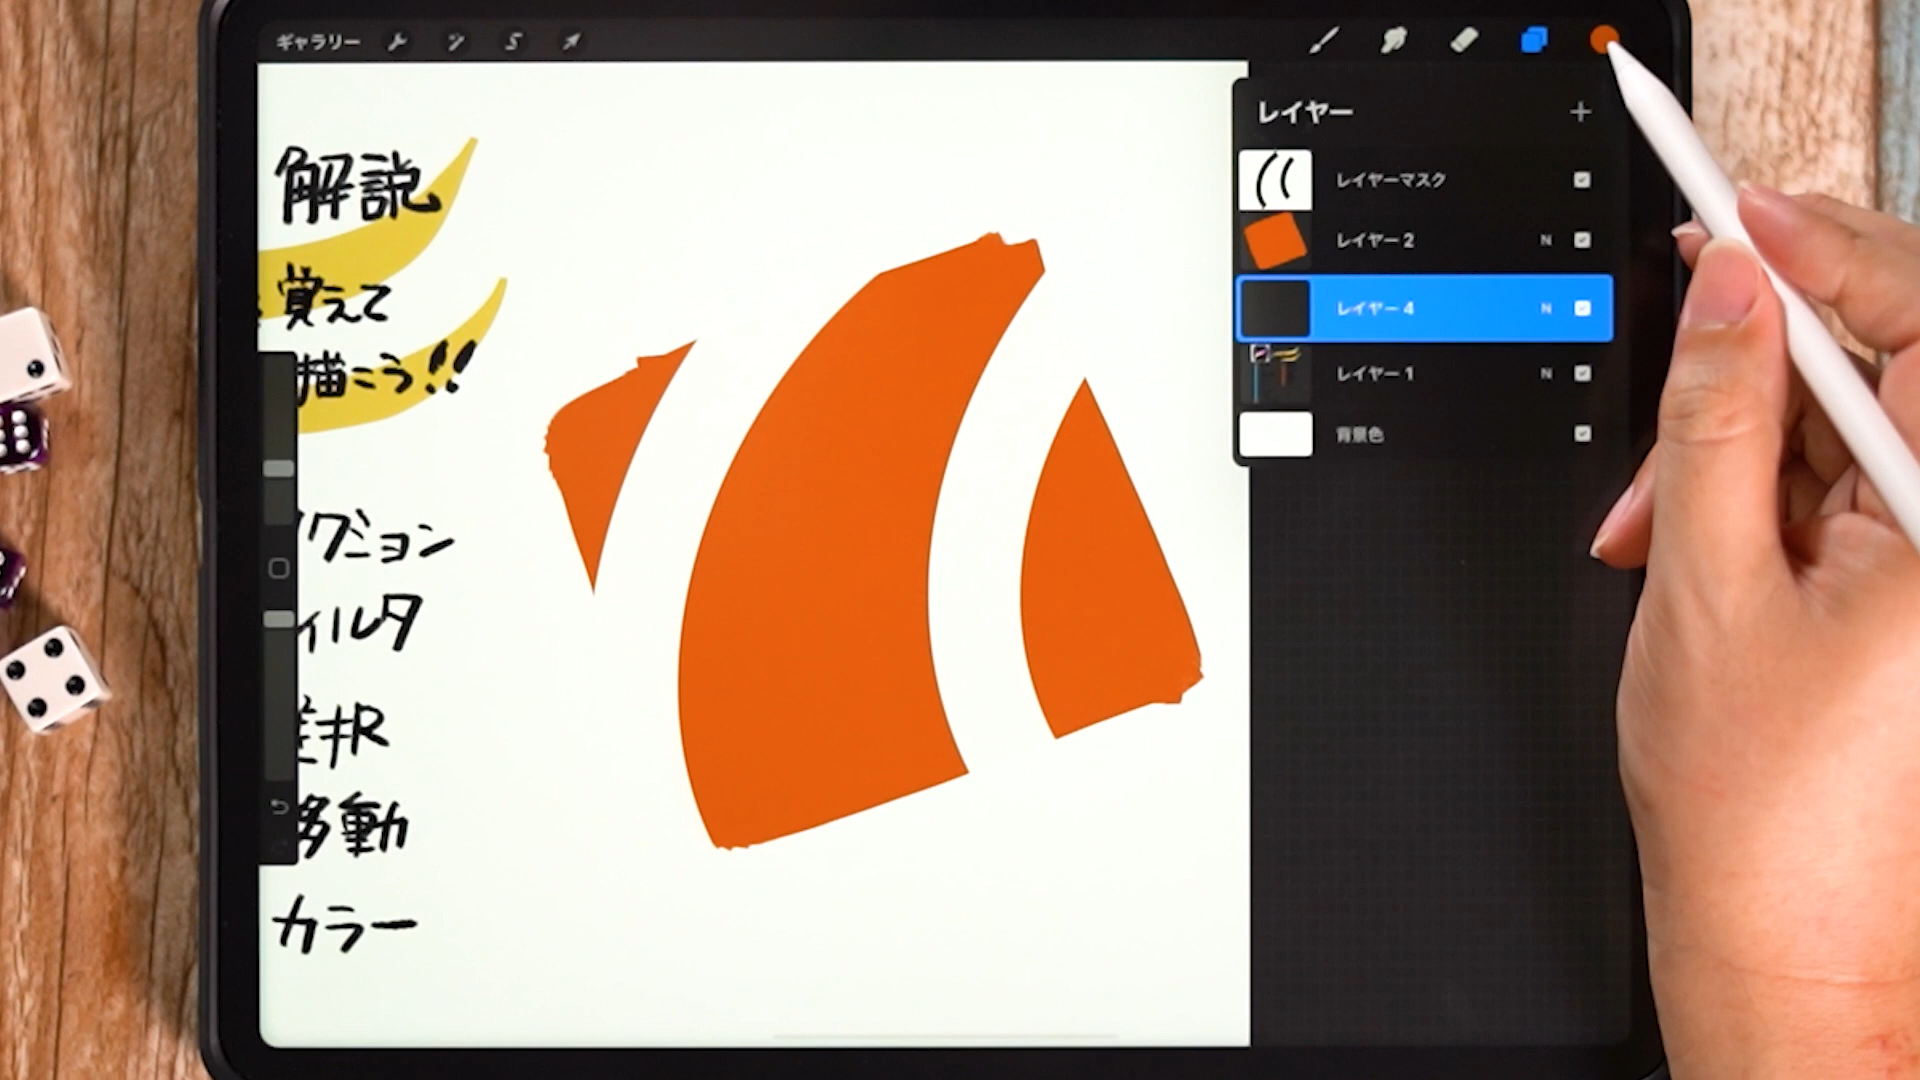 ギャラリー
解説
覚えて
描こう!!
クション
ィルタ
択
移動
カラー
レイヤー
レイヤーマスク
レイヤー 2 N
レイヤー 4 N
レイヤー 1 N
背景色